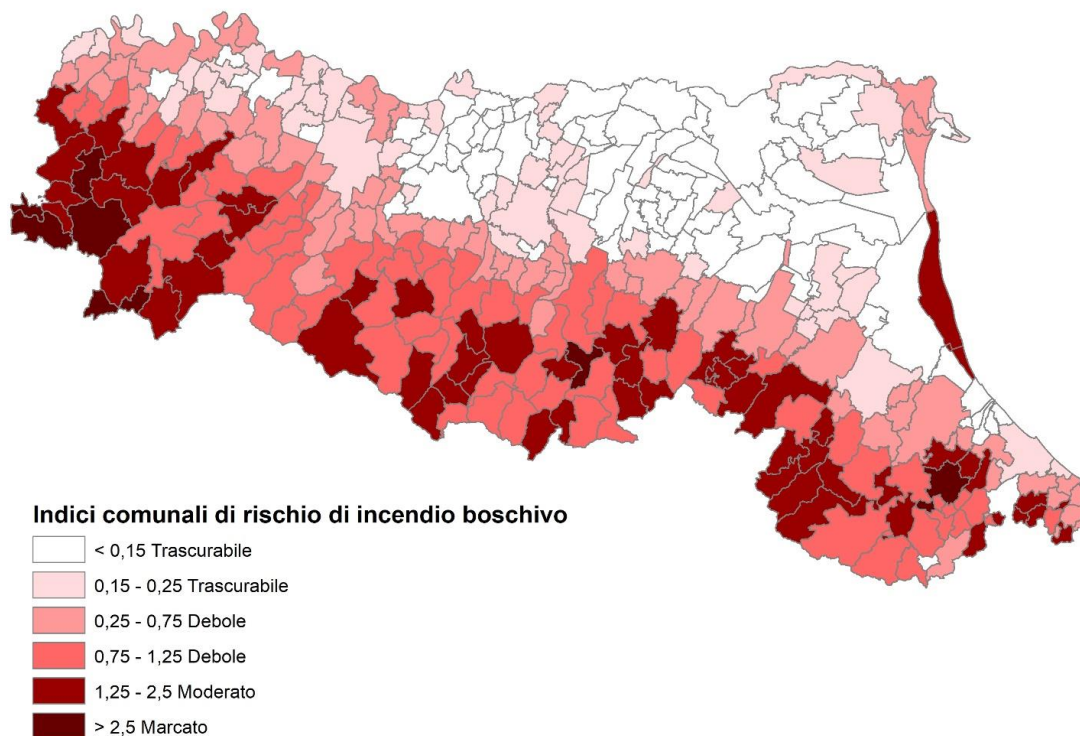 Indici comunali di rischio di incendio boschivo
< 0,15 Trascurabile
0,15 - 0,25 Trascurabile
0,25 - 0,75 Debole
0,75 - 1,25 Debole
1,25 - 2,5 Moderato
> 2,5 Marcato